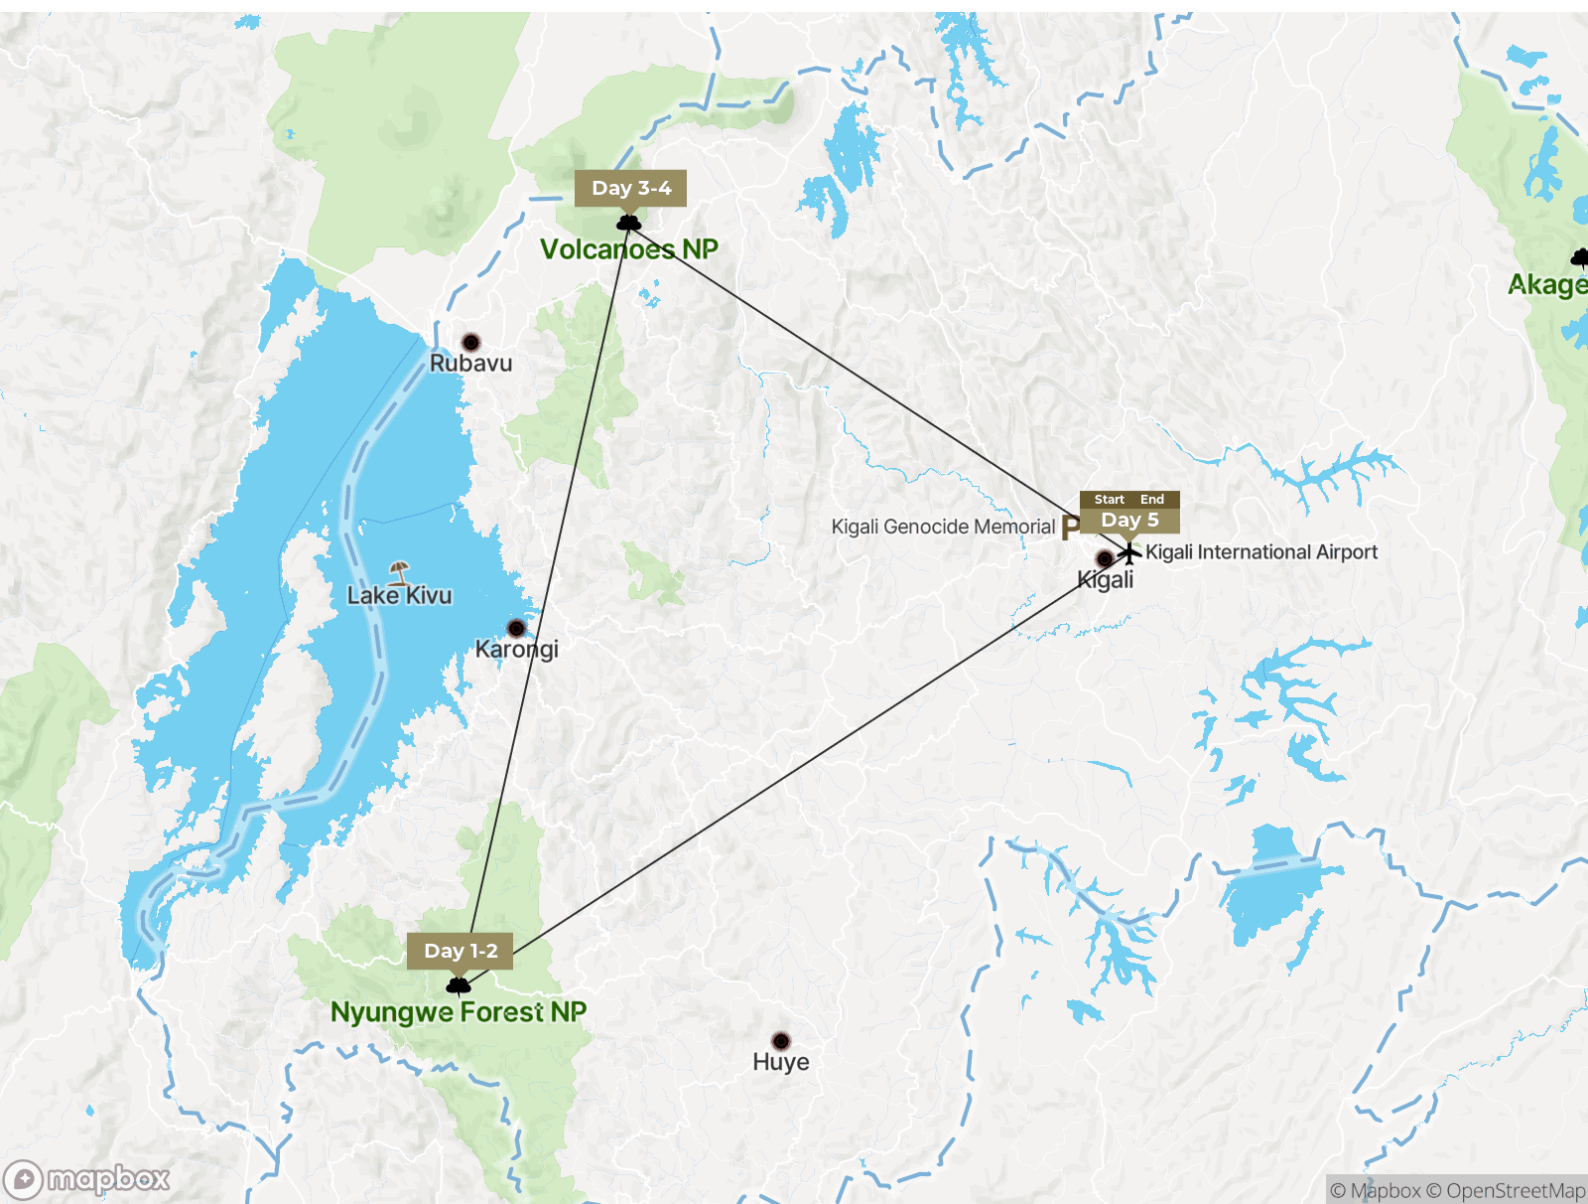 Day 3-4
Volcanoes NP
Akage
Rubavu
Start End
Day 5
Kigali Genocide Memorial
P
Kigali International Airport
Kigali
Lake Kivu
Karongi
Day 1-2
Nyungwe Forest NP
Huye
mapbox
© Mapbox © OpenStreetMap